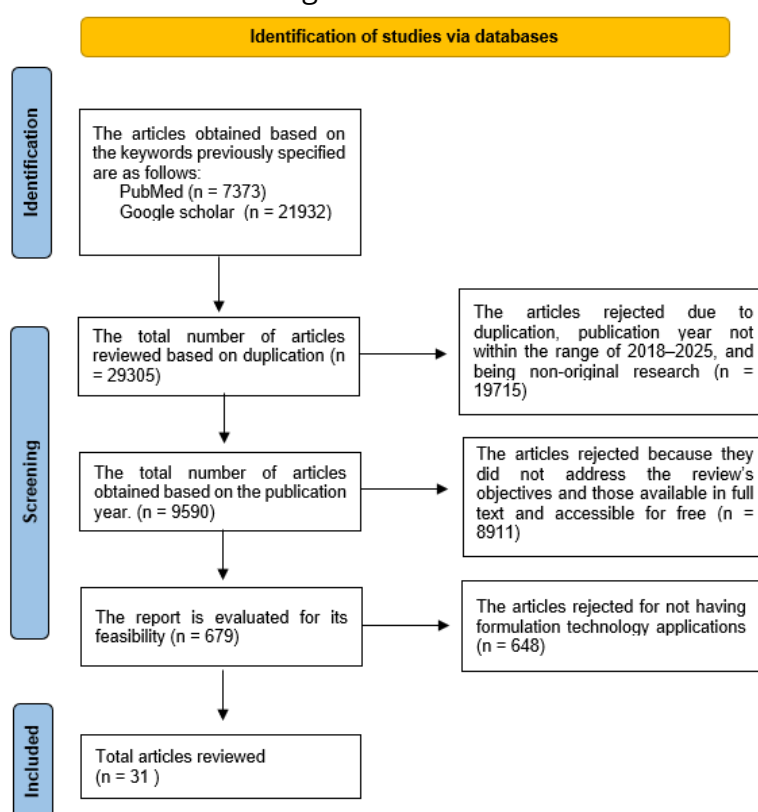 Identification of studies via databases
Identification
The articles obtained based on
the keywords previously specified
are as follows:
PubMed (n = 7373)
Google scholar (n = 21932)
Screening
The total number of articles
reviewed based on duplication (n
= 29305)
The articles rejected due to
duplication, publication year not
within the range of 2018–2025, and
being non-original research (n =
19715)
The total number of articles
obtained based on the publication
year. (n = 9590)
The articles rejected because they
did not address the review's
objectives and those available in full
text and accessible for free (n =
8911)
The report is evaluated for its
feasibility (n = 679)
The articles rejected for not having
formulation technology applications
(n = 648)
Included
Total articles reviewed
(n = 31 )